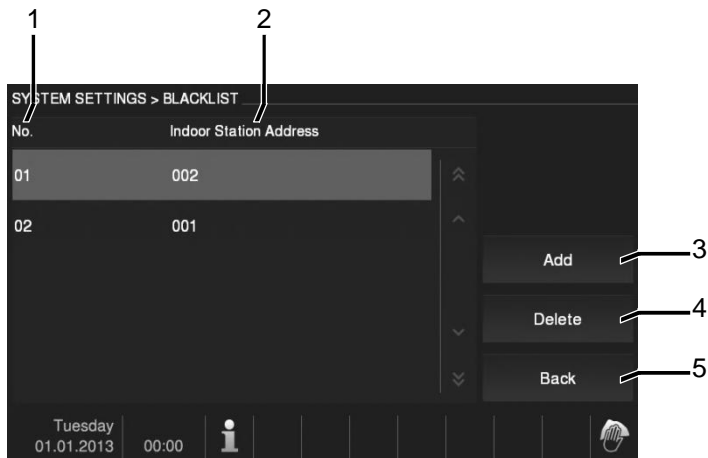 1 2
SYSTEM SETTINGS > BLACKLIST
No. Indoor Station Address
01 002
02 001
Add 3
Delete 4
Back 5
Tuesday
01.01.2013 00:00